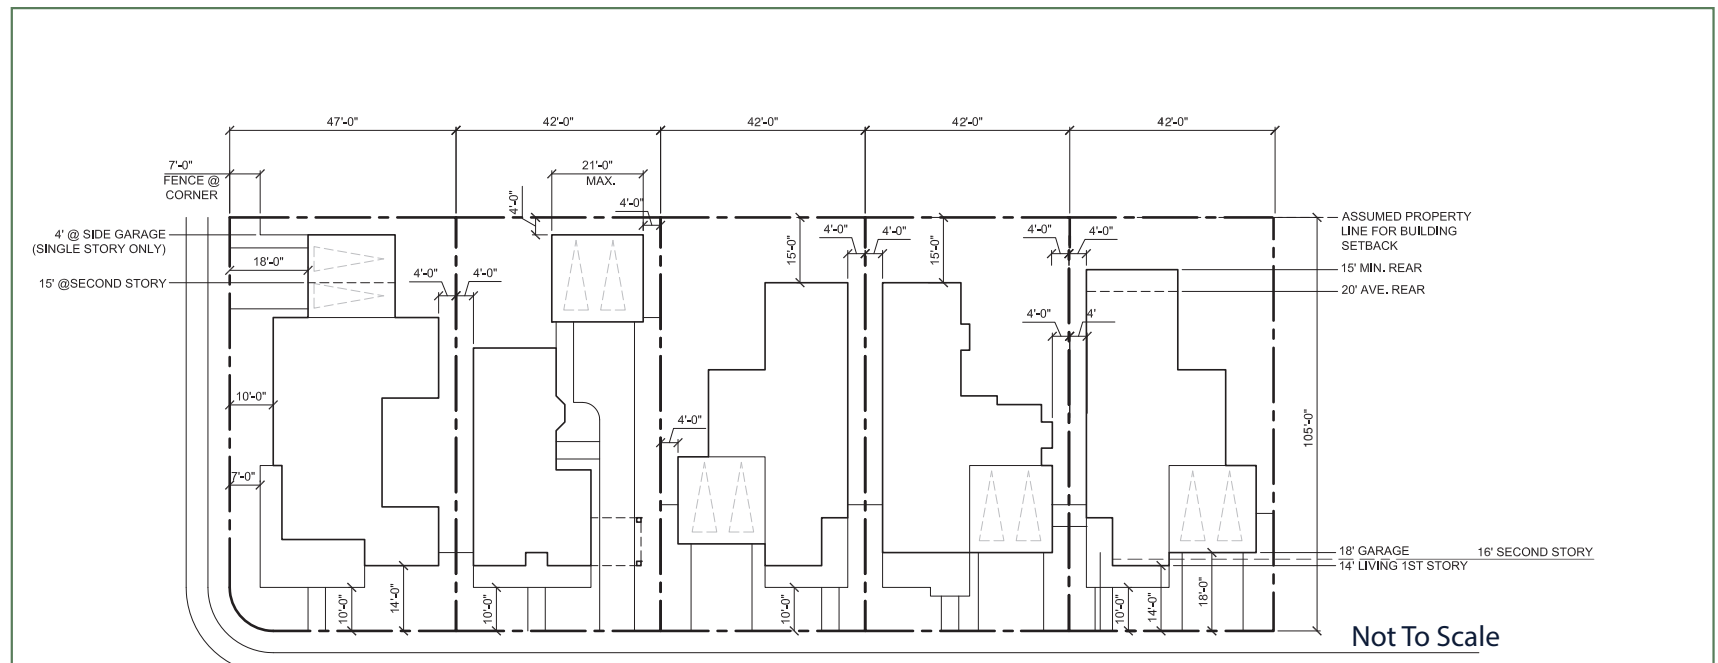 47'-0" 42'-0" 42'-0" 42'-0" 42'-0"
7'-0"
FENCE @
CORNER
21'-0"
MAX.
4'-0"
4'-0"
4' @ SIDE GARAGE
(SINGLE STORY ONLY)
ASSUMED PROPERTY
LINE FOR BUILDING
SETBACK
15'-0" 4'-0" 4'-0" 15'-0" 4'-0" 4'-0"
18'-0"
4'-0" 4'-0"
15' @SECOND STORY
15' MIN. REAR
20' AVE. REAR
4'-0" 4'
10'-0"
4'-0"
105'-0"
7'-0"
18' GARAGE 16' SECOND STORY
14' LIVING 1ST STORY
10'-0" 14'-0" 10'-0" 10'-0" 10'-0" 14'-0" 18'-0"
Not To Scale